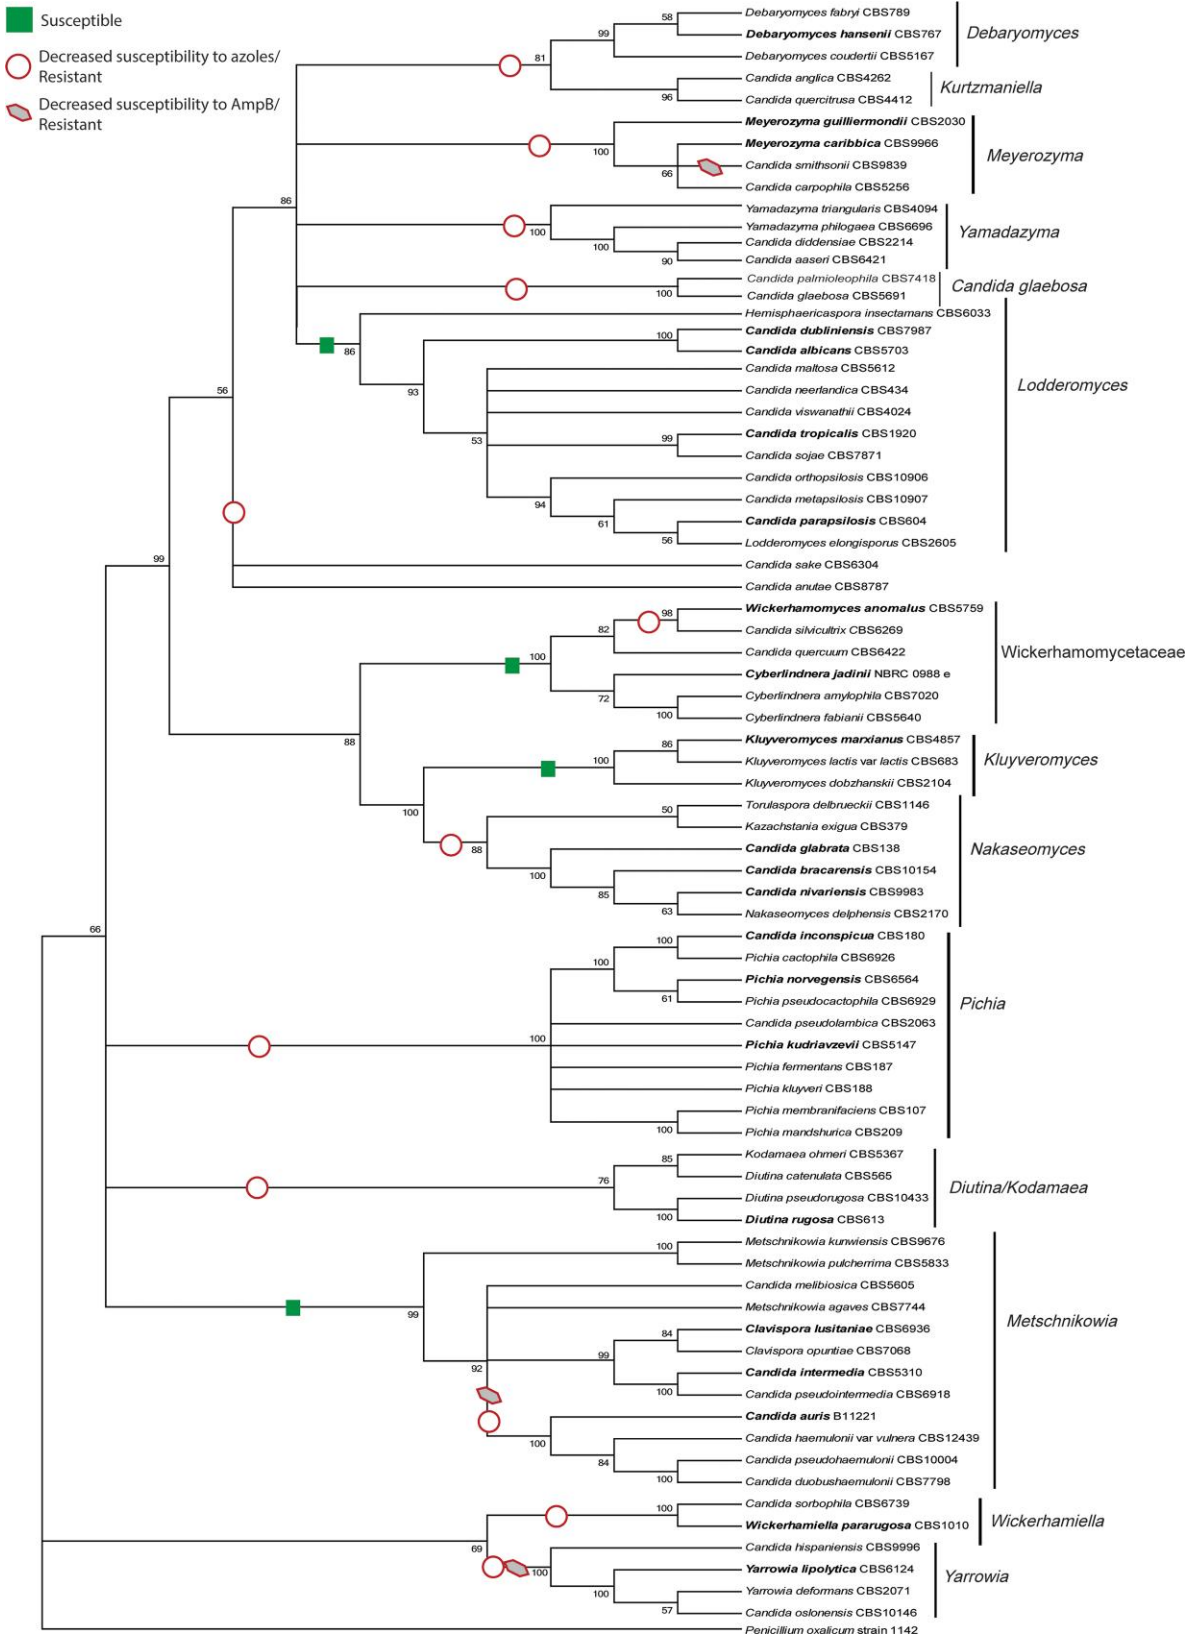 Susceptible
Decreased susceptibility to azoles/
Resistant
Decreased susceptibility to AmpB/
Resistant
58
Debaryomyces fabryi CBS789
99
Debaryomyces hansenii CBS767
Debaryomyces
81
Debaryomyces coudertii CBS5167
Candida anglica CBS4262
Kurtzmaniella
96
Candida quercitrusa CBS4412
Meyerozyma guilliermondii CBS2030
100
Meyerozyma caribbica CBS9966
Meyerozyma
66
Candida smithsonii CBS9839
Candida carpophila CBS5256
86
Yamadazyma triangularis CBS4094
100
Yamadazyma philogaea CBS6696
Yamadazyma
100
Candida diddensiae CBS2214
90
Candida aaseri CBS6421
Candida palmioleophila CBS7418
Candida glaebosa
100
Candida glaebosa CBS5691
Hemisphaericaspora insectamans CBS6033
100
Candida dubliniensis CBS7987
86
Candida albicans CBS5703
Candida maltosa CBS5612
56
93
Candida neerlandica CBS434
Lodderomyces
Candida viswanathii CBS4024
53
99
Candida tropicalis CBS1920
Candida sojae CBS7871
Candida orthopsilosis CBS10906
94
Candida metapsilosis CBS10907
61
Candida parapsilosis CBS604
56
Lodderomyces elongisporus CBS2605
99
Candida sake CBS6304
Candida anutae CBS8787
98
Wickerhamomyces anomalus CBS5759
82
Candida silvicultrix CBS6269
100
Candida quercuum CBS6422
Wickerhamomycetaceae
Cyberlindnera jadinii NBRC 0988 e
72
Cyberlindnera amylophila CBS7020
100
Cyberlindnera fabianii CBS5640
88
86
Kluyveromyces marxianus CBS4857
100
Kluyveromyces lactis var lactis CBS683
Kluyveromyces
Kluyveromyces dobzhanskii CBS2104
100
50
Torulaspora delbrueckii CBS1146
Kazachstania exigua CBS379
88
Candida glabrata CBS138
Nakaseomyces
100
Candida bracarensis CBS10154
85
Candida nivariensis CBS9983
63
Nakaseomyces delphensis CBS2170
66
100
Candida inconspicua CBS180
100
Pichia cactophila CBS6926
Pichia norvegensis CBS6564
61
Pichia pseudocactophila CBS6929
Pichia
Candida pseudolambica CBS2063
100
Pichia kudriavzevii CBS5147
Pichia fermentans CBS187
Pichia kluyveri CBS188
Pichia membranifaciens CBS107
100
Pichia mandshurica CBS209
85
Kodamaea ohmeri CBS5367
76
Diutina catenulata CBS565
Diutina/Kodamaea
Diutina pseudorugosa CBS10433
100
Diutina rugosa CBS613
100
Metschnikowia kunwiensis CBS9676
Metschnikowia pulcherrima CBS5833
99
Candida melibiosica CBS5605
Metschnikowia agaves CBS7744
Metschnikowia
84
Clavispora lusitaniae CBS6936
99
Clavispora opuntiae CBS7068
92
Candida intermedia CBS5310
100
Candida pseudointermedia CBS6918
Candida auris B11221
100
Candida haemulonii var vulnera CBS12439
84
Candida pseudohaemulonii CBS10004
100
Candida duobushaemulonii CBS7798
100
Candida sorbophila CBS6739
Wickerhamiella
Wickerhamiella pararugosa CBS1010
69
Candida hispaniensis CBS9996
100
Yarrowia lipolytica CBS6124
Yarrowia
100
Yarrowia deformans CBS2071
57
Candida oslonensis CBS10146
Penicillium oxalicum strain 1142